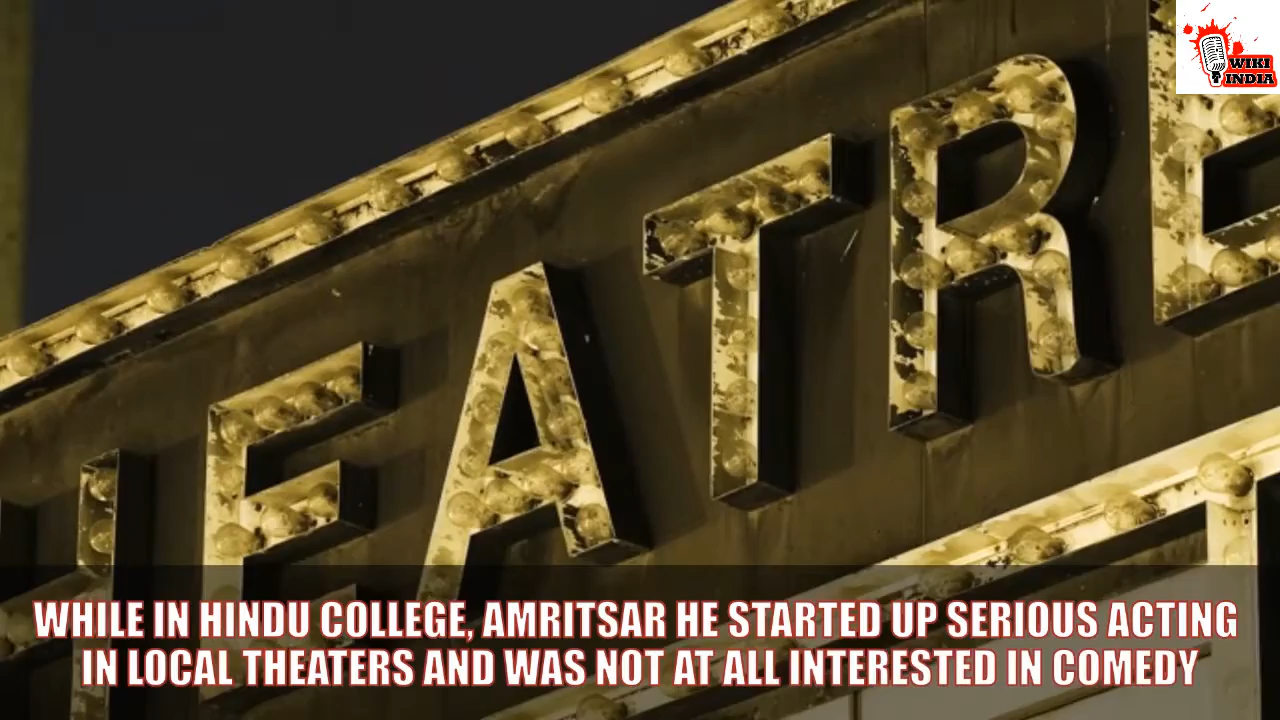 WIKI
INDIA
HEATRE
WHILE IN HINDU COLLEGE, AMRITSAR HE STARTED UP SERIOUS ACTING
IN LOCAL THEATERS AND WAS NOT AT ALL INTERESTED IN COMEDY